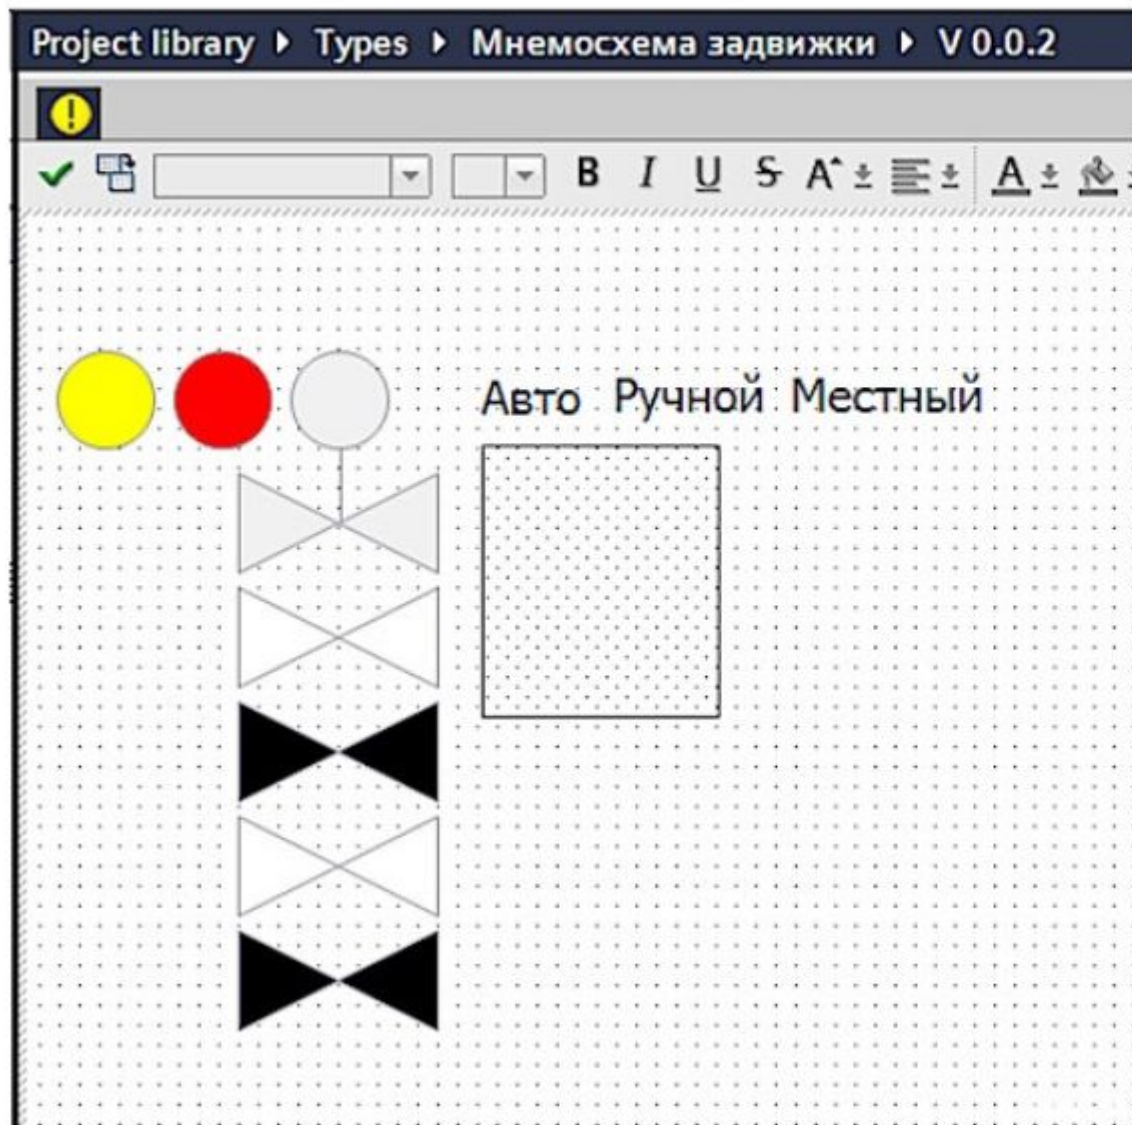 Project library Types Мнемосхема задвижки V 0.0.2
B I U S A A
Авто Ручной Местный